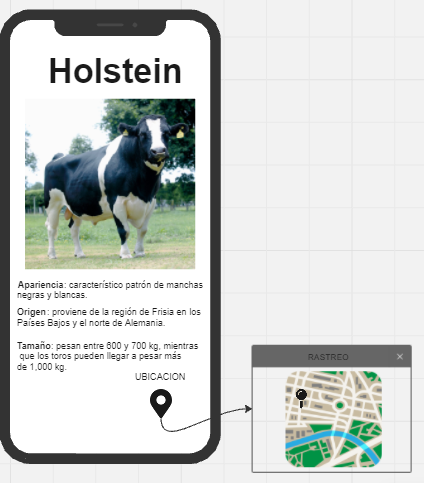 Holstein
Apariencia: característico patrón de manchas
negras y blancas.
Origen: proviene de la región de Frisia en los
Países Bajos y el norte de Alemania.
Tamaño: pesan entre 600 y 700 kg, mientras
que los toros pueden llegar a pesar más
de 1,000 kg.
UBICACION
RASTREO